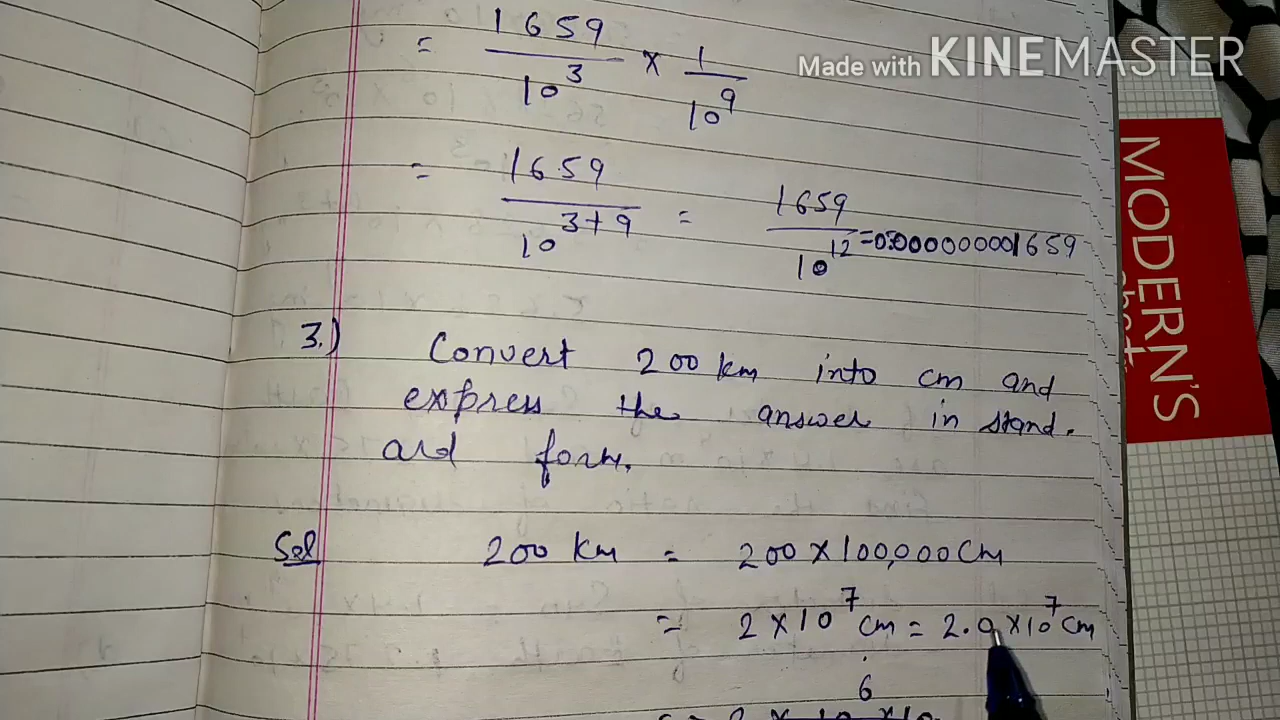 Made with KINEMASTER
= 1659/10^3 × 1/10^9
= 1659/10^(3+9) = 1659/10^12 = 0.000000001659
MODERN'S
3.) Convert 200 km into cm and
express the answer in stand.
ard form.
Sol 200 km = 200×100,000 cm
= 2×10^7 cm = 2.0×10^7 cm